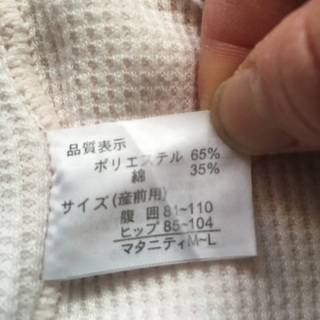 品質表示
ポリエステル 65%
綿 35%
サイズ(産前用)
腹 囲 81~110
ヒップ 85~104
マタニティM~L